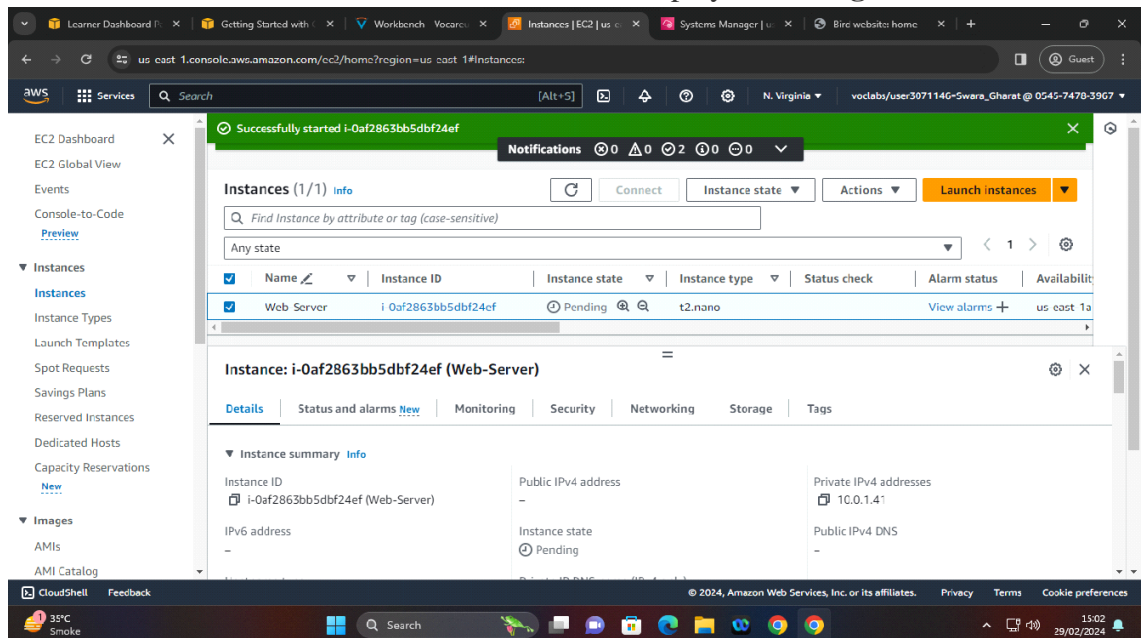 Learner Dashboard P
Getting Started with
Workbench Vocareu
Instances | EC2 | us e
Systems Manager | u
Bird website home
us east 1.console.aws.amazon.com/ec2/home?region=us east 1#Instances:
Guest
aws
Services
Search
[Alt+S]
N. Virginia
voclabs/user3071146=Swara_Gharat @ 0545-7478-3967
EC2 Dashboard
EC2 Global View
Events
Console-to-Code
Preview
Instances
Instances
Instance Types
Launch Templates
Spot Requests
Savings Plans
Reserved Instances
Dedicated Hosts
Capacity Reservations
New
Images
AMIs
AMI Catalog
Successfully started i-0af2863bb5dbf24ef
Notifications 0 0 2 0 0
Instances (1/1) Info
Connect
Instance state
Actions
Launch instances
Find Instance by attribute or tag (case-sensitive)
Any state
1
Name Instance ID Instance state Instance type Status check Alarm status Availabilit
Web Server i 0af2863bb5dbf24ef Pending t2.nano View alarms us east 1a
Instance: i-0af2863bb5dbf24ef (Web-Server)
Details Status and alarms New Monitoring Security Networking Storage Tags
Instance summary Info
Instance ID
i-0af2863bb5dbf24ef (Web-Server)
Public IPv4 address
–
Private IPv4 addresses
10.0.1.41
IPv6 address
–
Instance state
Pending
Public IPv4 DNS
–
CloudShell Feedback
© 2024, Amazon Web Services, Inc. or its affiliates. Privacy Terms Cookie preferences
1
35°C
Smoke
Search
15:02
29/02/2024